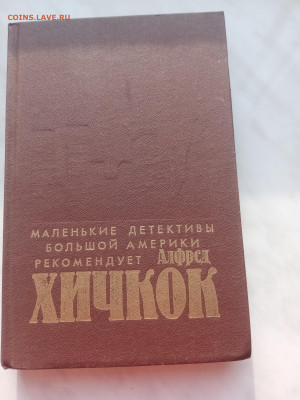 COINS.LAVE.RU
МАЛЕНЬКИЕ ДЕТЕКТИВЫ
БОЛЬШОЙ АМЕРИКИ
РЕКОМЕНДУЕТ Алфред
ХИЧКОК